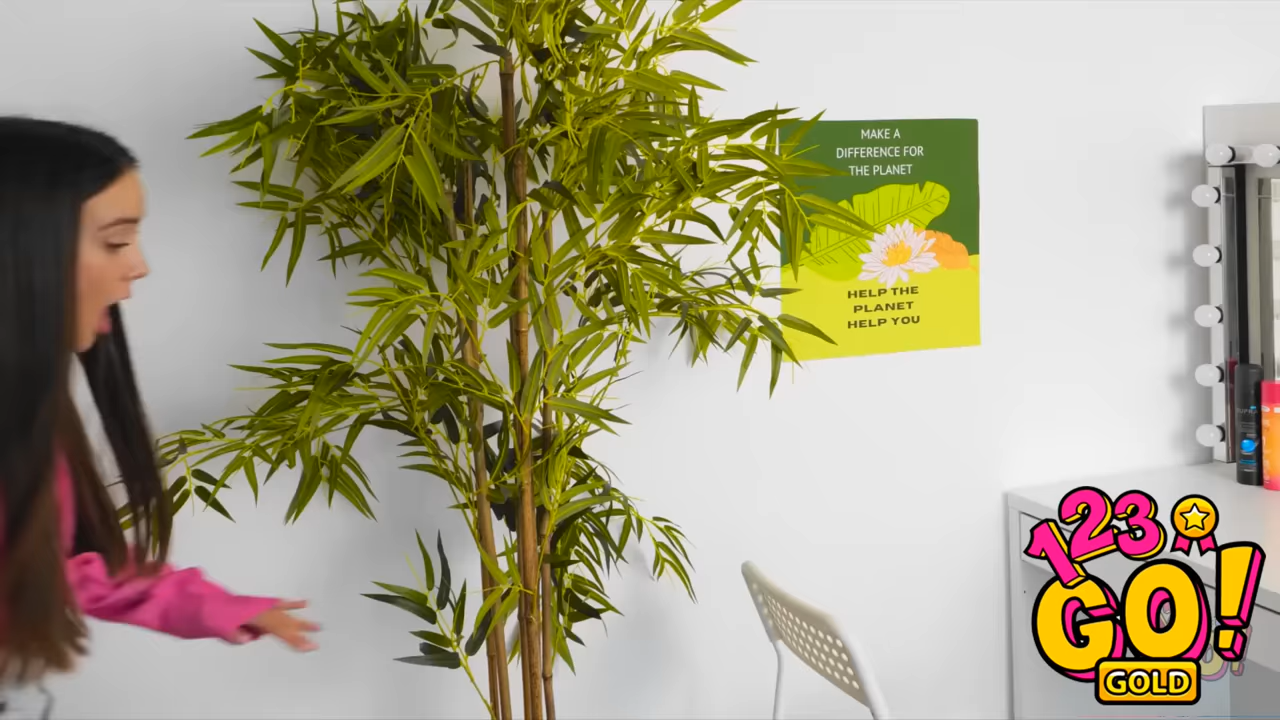 MAKE A
DIFFERENCE FOR
THE PLANET
HELP THE
PLANET
HELP YOU
123
GO!
GOLD